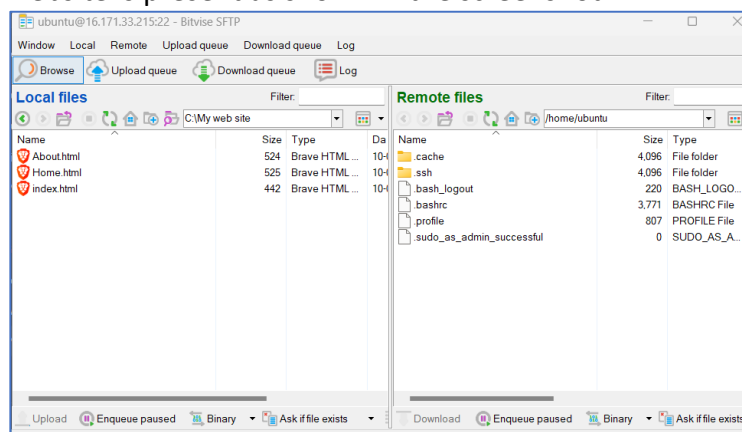 ubuntu@16.171.33.215:22 - Bitvise SFTP
Window Local Remote Upload queue Download queue Log
Browse Upload queue Download queue Log
Local files Filter:
C:\My web site
Name Size Type Da
About.html 524 Brave HTML ... 10-
Home.html 525 Brave HTML ... 10-
index.html 442 Brave HTML ... 10-
Upload Enqueue paused Binary Ask if file exists
Remote files Filter:
/home/ubuntu
Name Size Type
.cache 4,096 File folder
.ssh 4,096 File folder
.bash_logout 220 BASH_LOGO...
.bashrc 3,771 BASHRC File
.profile 807 PROFILE File
.sudo_as_admin_successful 0 SUDO_AS_A...
Download Enqueue paused Binary Ask if file exists